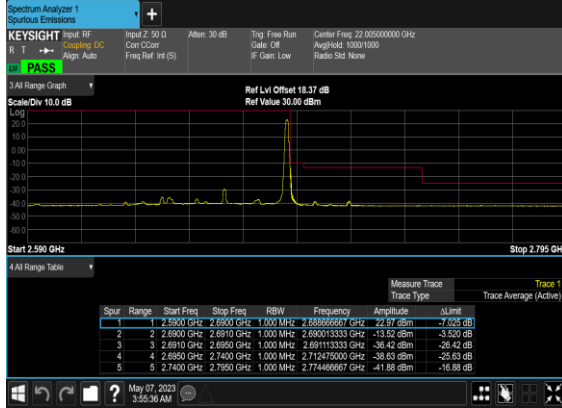 Spectrum Analyzer 1
Spurious Emissions
KEYSIGHT Input: RF
R T Coupling: DC
Align: Auto
Input Z: 50 Ω
Corr CCorr
Freq Ref: Int (S)
Atten: 30 dB
Trig: Free Run
Gate: Off
IF Gain: Low
Center Freq: 22.005000000 GHz
Avg|Hold: 1000/1000
Radio Std: None
PASS
3 All Range Graph
Ref Lvl Offset 18.37 dB
Scale/Div 10.0 dB Ref Value 30.00 dBm
Log
20.0
10.0
0.00
-10.0
-20.0
-30.0
-40.0
-50.0
-60.0
Start 2.590 GHz Stop 2.795 GH
4 All Range Table
Measure Trace Trace 1
Trace Type Trace Average (Active)
Spur Range Start Freq Stop Freq RBW Frequency Amplitude ΔLimit
1 1 2.5900 GHz 2.6900 GHz 1.000 MHz 2.688666667 GHz 22.97 dBm -7.025 dB
2 2 2.6900 GHz 2.6910 GHz 1.000 MHz 2.690013333 GHz -13.52 dBm -3.520 dB
3 3 2.6910 GHz 2.6950 GHz 1.000 MHz 2.691113333 GHz -36.42 dBm -26.42 dB
4 4 2.6950 GHz 2.7400 GHz 1.000 MHz 2.712475000 GHz -38.63 dBm -25.63 dB
5 5 2.7400 GHz 2.7950 GHz 1.000 MHz 2.774466667 GHz -41.88 dBm -16.88 dB
May 07, 2023
3:55:36 AM